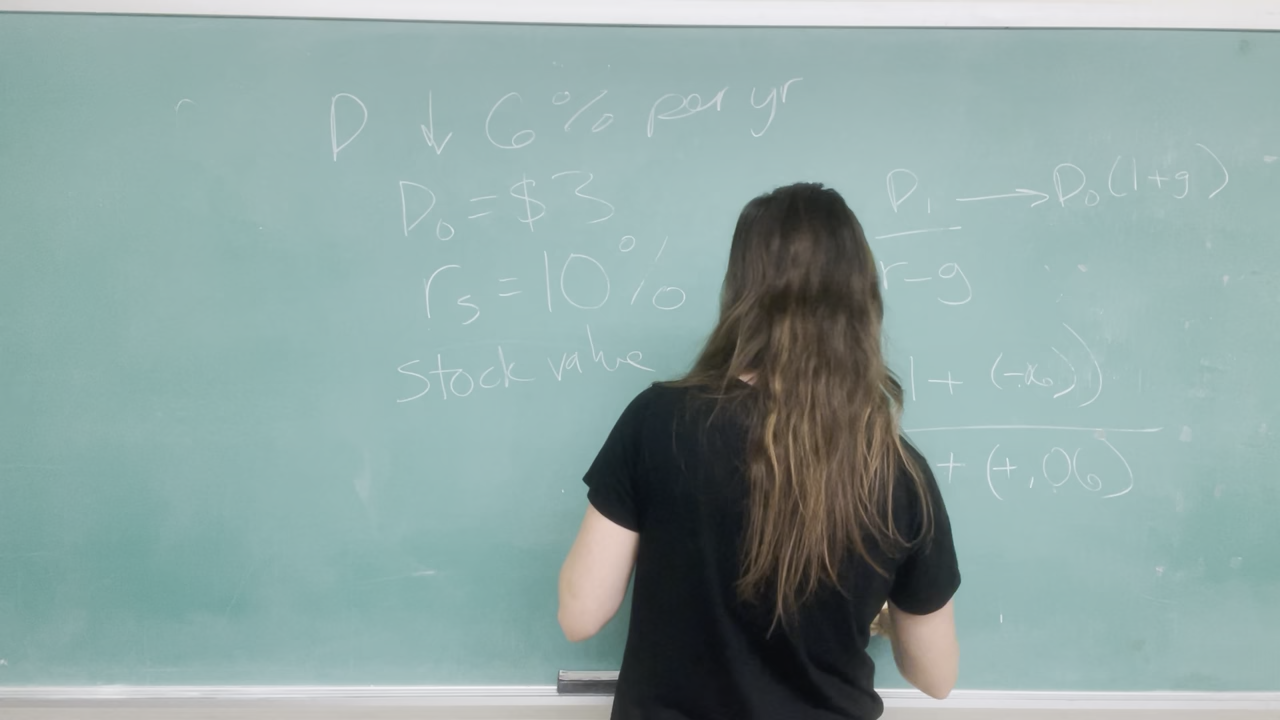 D ↓ 6% per yr
D₀ = $3
rₛ = 10%
stock value
D₁ → D₀(1+g)
r-g
1 + (-.06))
+ (+.06)